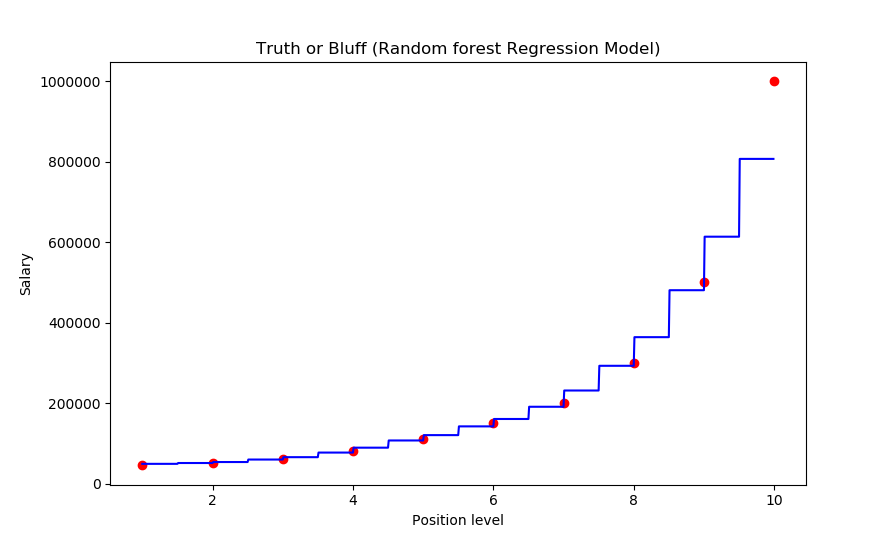 Truth or Bluff (Random forest Regression Model)
1000000
800000
600000
400000
200000
0
Salary
2 4 6 8 10
Position level